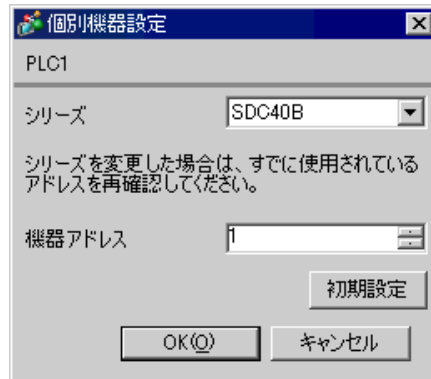 個別機器設定
PLC1
シリーズ
SDC40B
シリーズを変更した場合は、すでに使用されている
アドレスを再確認してください。
機器アドレス
1
初期設定
OK(O)
キャンセル